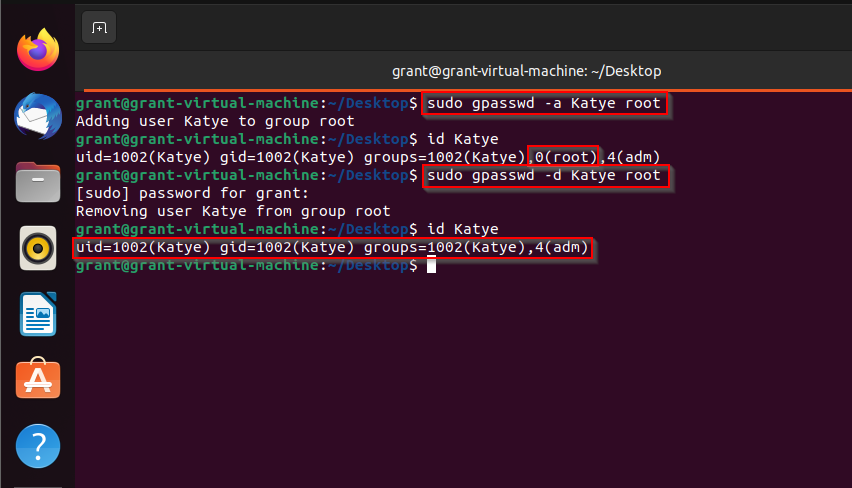 grant@grant-virtual-machine: ~/Desktop
grant@grant-virtual-machine:~/Desktop$ sudo gpasswd -a Katye root
Adding user Katye to group root
grant@grant-virtual-machine:~/Desktop$ id Katye
uid=1002(Katye) gid=1002(Katye) groups=1002(Katye),0(root),4(adm)
grant@grant-virtual-machine:~/Desktop$ sudo gpasswd -d Katye root
[sudo] password for grant:
Removing user Katye from group root
grant@grant-virtual-machine:~/Desktop$ id Katye
uid=1002(Katye) gid=1002(Katye) groups=1002(Katye),4(adm)
grant@grant-virtual-machine:~/Desktop$